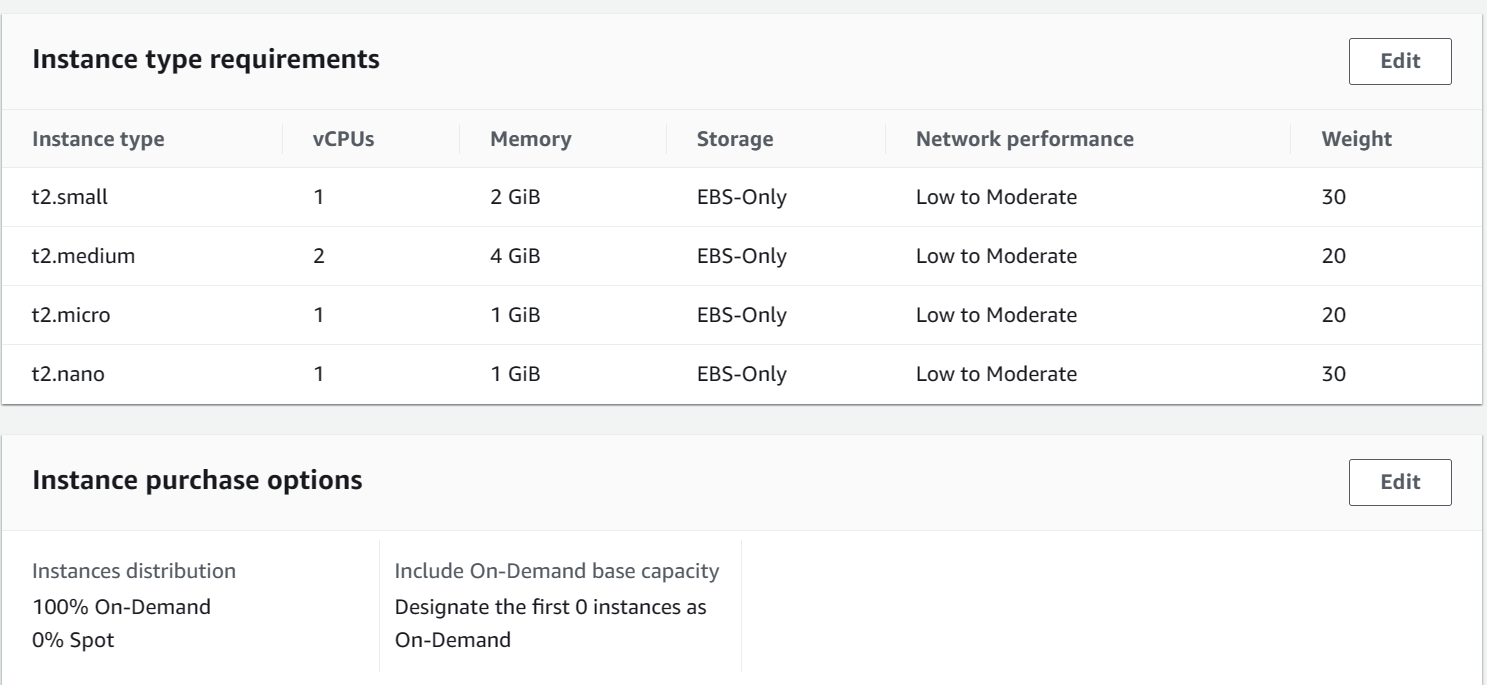 Instance type requirements
Edit
Instance type vCPUs Memory Storage Network performance Weight
t2.small 1 2 GiB EBS-Only Low to Moderate 30
t2.medium 2 4 GiB EBS-Only Low to Moderate 20
t2.micro 1 1 GiB EBS-Only Low to Moderate 20
t2.nano 1 1 GiB EBS-Only Low to Moderate 30
Instance purchase options
Edit
Instances distribution
100% On-Demand
0% Spot
Include On-Demand base capacity
Designate the first 0 instances as
On-Demand